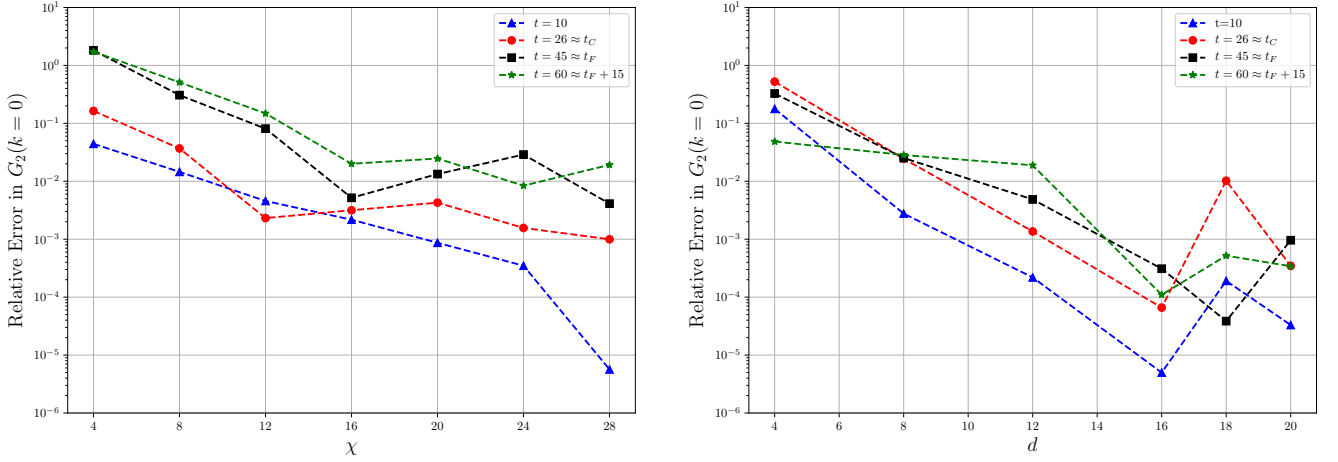 10^1
10^0
10^{-1}
10^{-2}
10^{-3}
10^{-4}
10^{-5}
10^{-6}
Relative Error in G_2(k = 0)
4 8 12 16 20 24 28
χ
t = 10
t = 26 ≈ t_C
t = 45 ≈ t_F
t = 60 ≈ t_F + 15
10^1
10^0
10^{-1}
10^{-2}
10^{-3}
10^{-4}
10^{-5}
10^{-6}
Relative Error in G_2(k = 0)
4 6 8 10 12 14 16 18 20
d
t=10
t = 26 ≈ t_C
t = 45 ≈ t_F
t = 60 ≈ t_F + 15